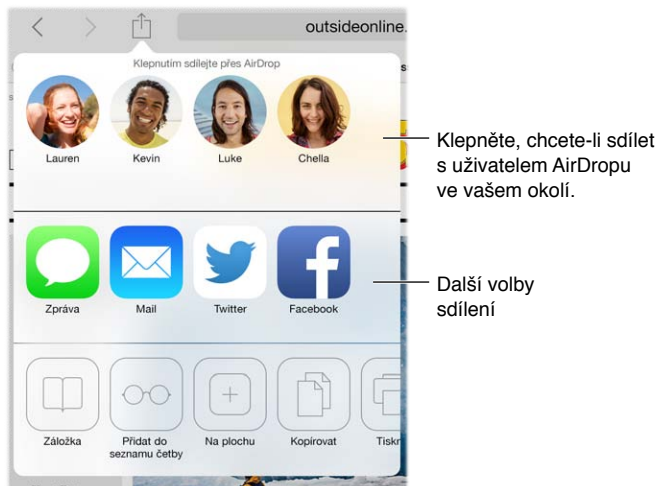 outsideonline.
Klepnutím sdílejte přes AirDrop
Lauren
Kevin
Luke
Chella
Klepněte, chcete-li sdílet
s uživatelem AirDropu
ve vašem okolí.
Zpráva
Mail
Twitter
Facebook
Další volby
sdílení
Záložka
Přidat do
seznamu četby
Na plochu
Kopírovat
Tiskn